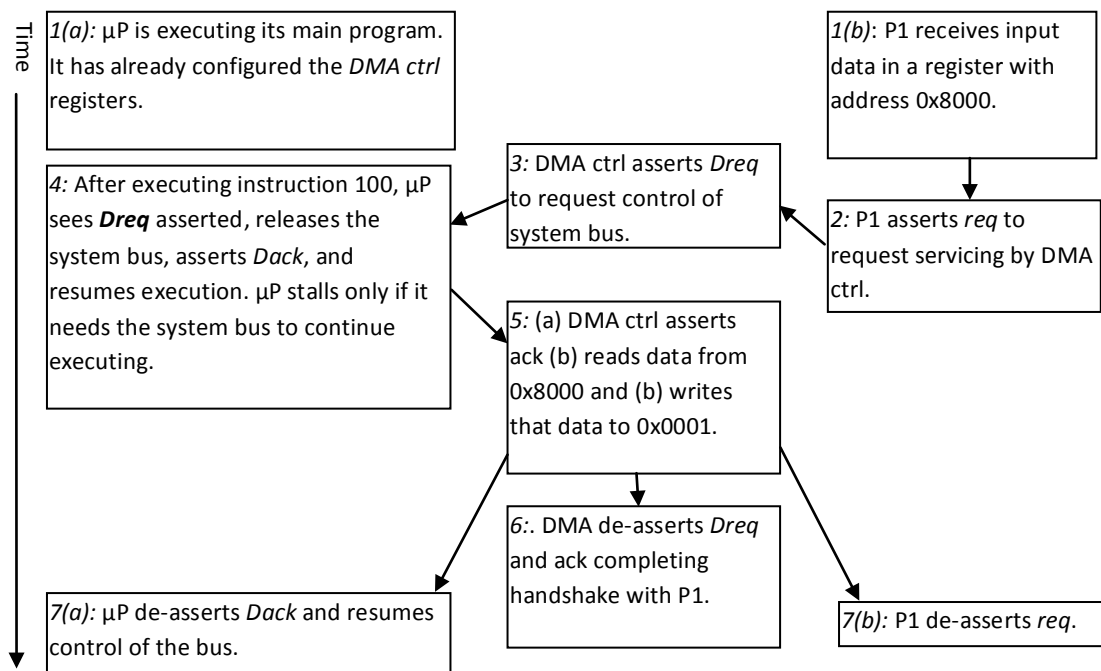 Time
1(a): µP is executing its main program.
It has already configured the DMA ctrl
registers.
1(b): P1 receives input
data in a register with
address 0x8000.
2: P1 asserts req to
request servicing by DMA
ctrl.
3: DMA ctrl asserts Dreq
to request control of
system bus.
4: After executing instruction 100, µP
sees Dreq asserted, releases the
system bus, asserts Dack, and
resumes execution. µP stalls only if it
needs the system bus to continue
executing.
5: (a) DMA ctrl asserts
ack (b) reads data from
0x8000 and (b) writes
that data to 0x0001.
6:. DMA de-asserts Dreq
and ack completing
handshake with P1.
7(a): µP de-asserts Dack and resumes
control of the bus.
7(b): P1 de-asserts req.